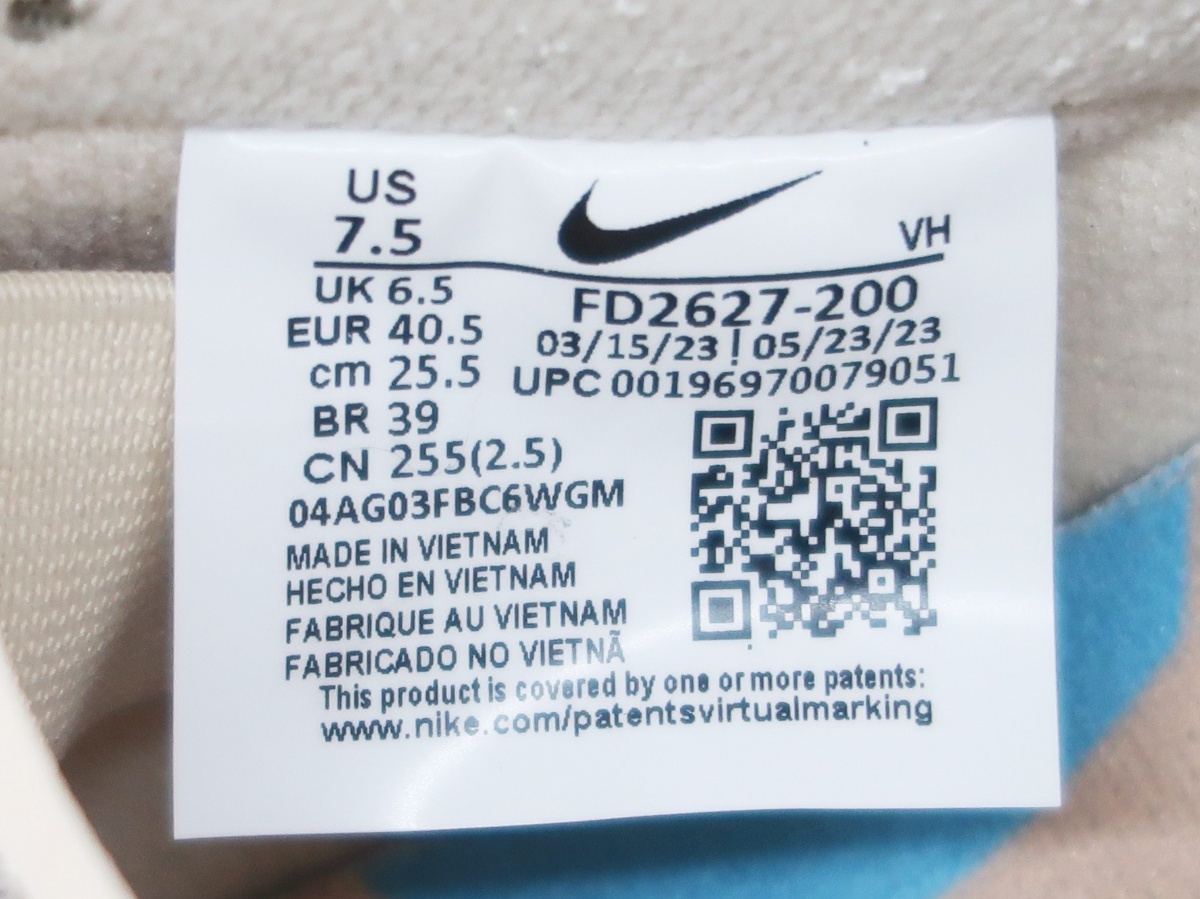 US
7.5
VH
UK 6.5
EUR 40.5
cm 25.5
BR 39
CN 255(2.5)
FD2627-200
03/15/23 | 05/23/23
UPC 00196970079051
04AG03FBC6WGM
MADE IN VIETNAM
HECHO EN VIETNAM
FABRIQUE AU VIETNAM
FABRICADO NO VIETNÃ
This product is covered by one or more patents:
www.nike.com/patentsvirtualmarking